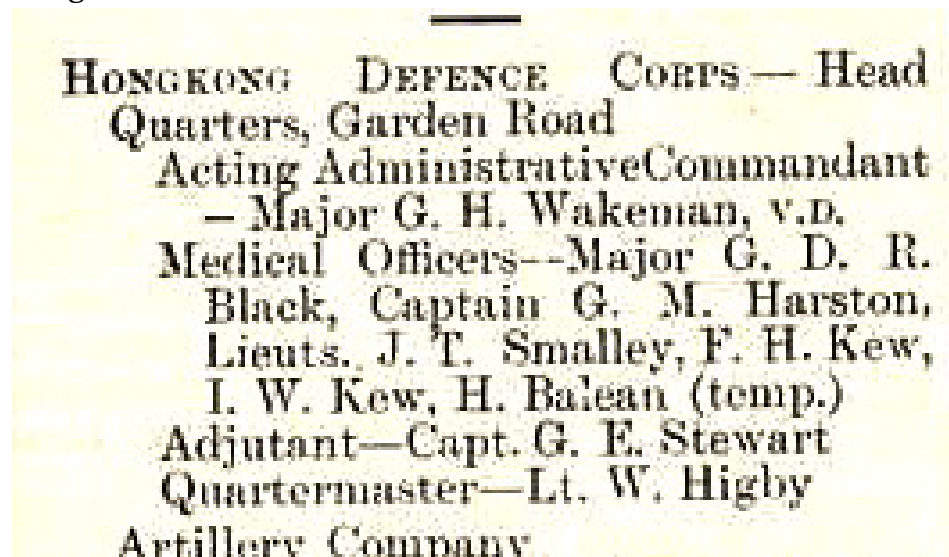 HONGKONG DEFENCE CORPS — Head
Quarters, Garden Road
Acting AdministrativeCommandant
— Major G. H. Wakeman, V.D.
Medical Officers—Major G. D. R.
Black, Captain G. M. Harston,
Lieuts. J. T. Smalley, F. H. Kew,
I. W. Kew, H. Balean (temp.)
Adjutant—Capt. G. E. Stewart
Quartermaster—Lt. W. Higby
Artillery Company